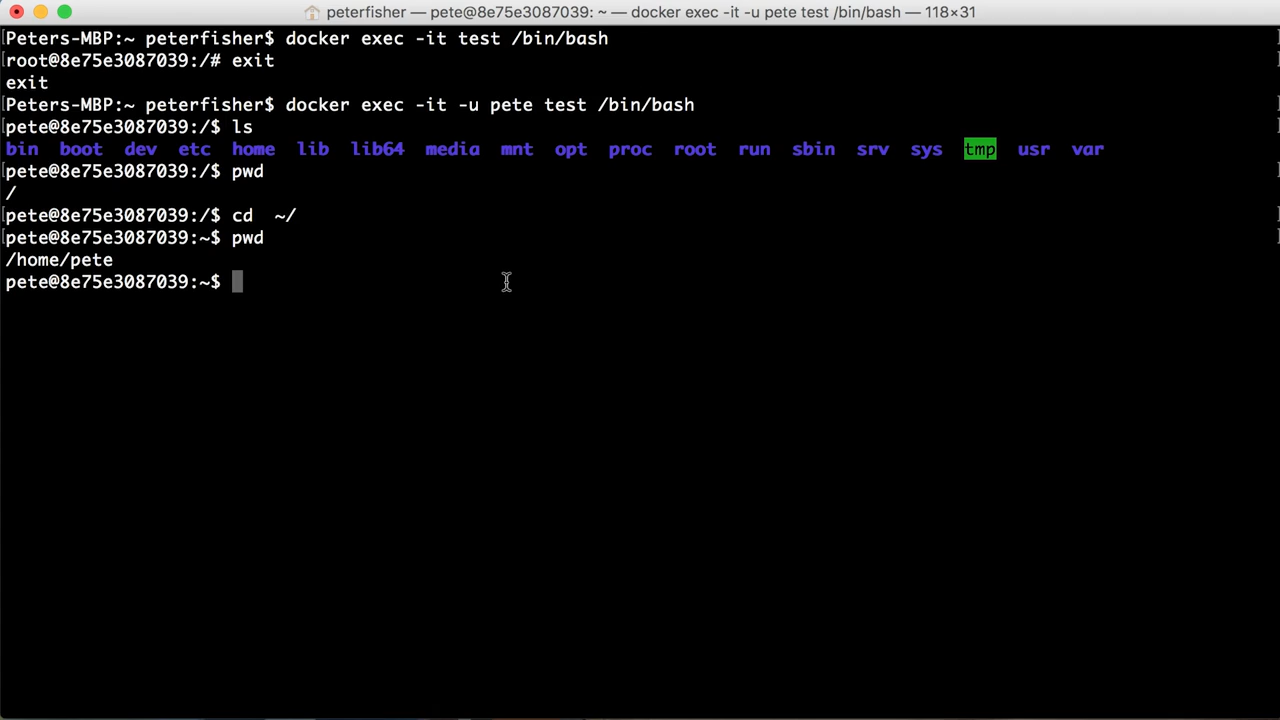 peterfisher — pete@8e75e3087039: ~ — docker exec -it -u pete test /bin/bash — 118×31
[Peters-MBP:~ peterfisher$ docker exec -it test /bin/bash
[root@8e75e3087039:/# exit
exit
[Peters-MBP:~ peterfisher$ docker exec -it -u pete test /bin/bash
[pete@8e75e3087039:/$ ls
bin boot dev etc home lib lib64 media mnt opt proc root run sbin srv sys tmp usr var
[pete@8e75e3087039:/$ pwd
/
[pete@8e75e3087039:/$ cd  ~/
[pete@8e75e3087039:~$ pwd
/home/pete
pete@8e75e3087039:~$